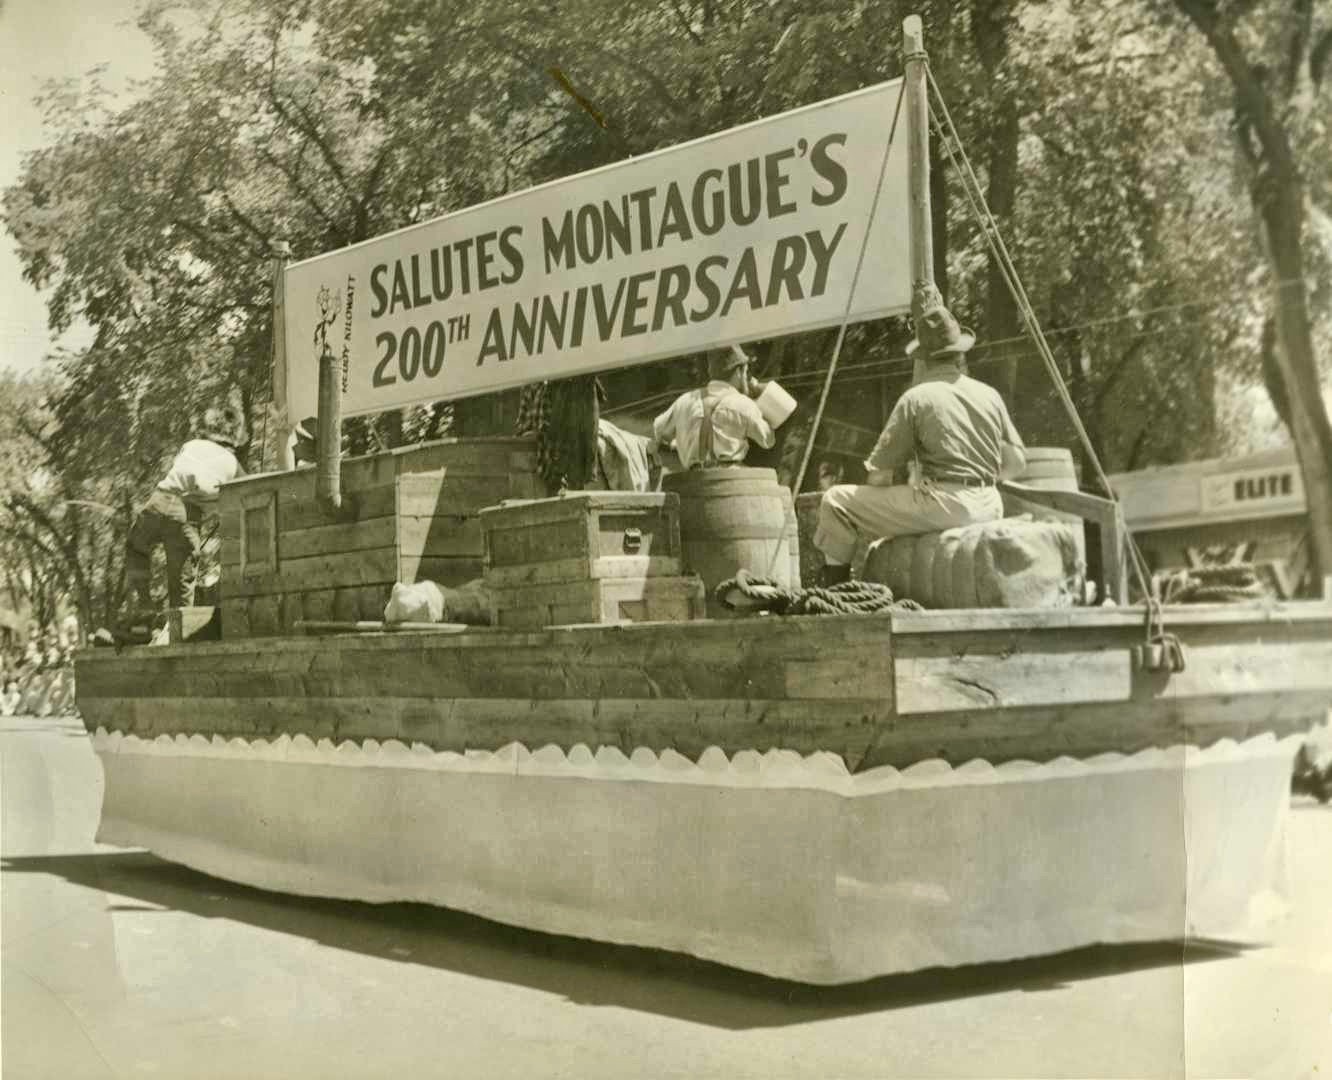 SALUTES MONTAGUE'S
200TH ANNIVERSARY
REDDY KILOWATT
ELITE